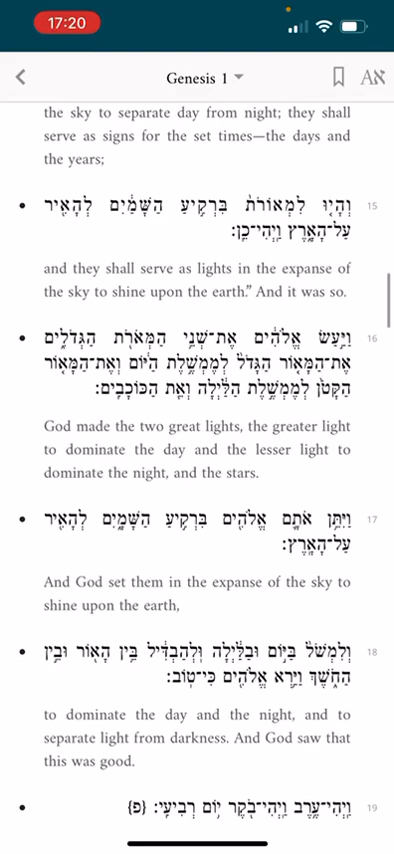 17:20
Genesis 1
Aא
the sky to separate day from night; they shall
serve as signs for the set times—the days and
the years;
15
וְהָי֤וּ לִמְאוֹרֹת֙ בִּרְקִ֣יעַ הַשָּׁמַ֔יִם לְהָאִ֖יר
עַל־הָאָ֑רֶץ וַֽיְהִי־כֵֽן׃
and they shall serve as lights in the expanse of
the sky to shine upon the earth.” And it was so.
16
וַיַּ֣עַשׂ אֱלֹהִ֔ים אֶת־שְׁנֵ֥י הַמְּאֹרֹ֖ת הַגְּדֹלִ֑ים
אֶת־הַמָּא֤וֹר הַגָּדֹל֙ לְמֶמְשֶׁ֣לֶת הַיּ֔וֹם וְאֶת־הַמָּא֤וֹר
הַקָּטֹן֙ לְמֶמְשֶׁ֣לֶת הַלַּ֔יְלָה וְאֵ֖ת הַכּוֹכָבִֽים׃
God made the two great lights, the greater light
to dominate the day and the lesser light to
dominate the night, and the stars.
17
וַיִּתֵּ֥ן אֹתָ֛ם אֱלֹהִ֖ים בִּרְקִ֣יעַ הַשָּׁמָ֑יִם לְהָאִ֖יר
עַל־הָאָֽרֶץ׃
And God set them in the expanse of the sky to
shine upon the earth,
18
וְלִמְשֹׁל֙ בַּיּ֣וֹם וּבַלַּ֔יְלָה וּֽלְהַבְדִּ֔יל בֵּ֥ין הָא֖וֹר וּבֵ֣ין
הַחֹ֑שֶׁךְ וַיַּ֥רְא אֱלֹהִ֖ים כִּי־טֽוֹב׃
to dominate the day and the night, and to
separate light from darkness. And God saw that
this was good.
19
וַֽיְהִי־עֶ֥רֶב וַֽיְהִי־בֹ֖קֶר י֥וֹם רְבִיעִֽי׃ {פ}